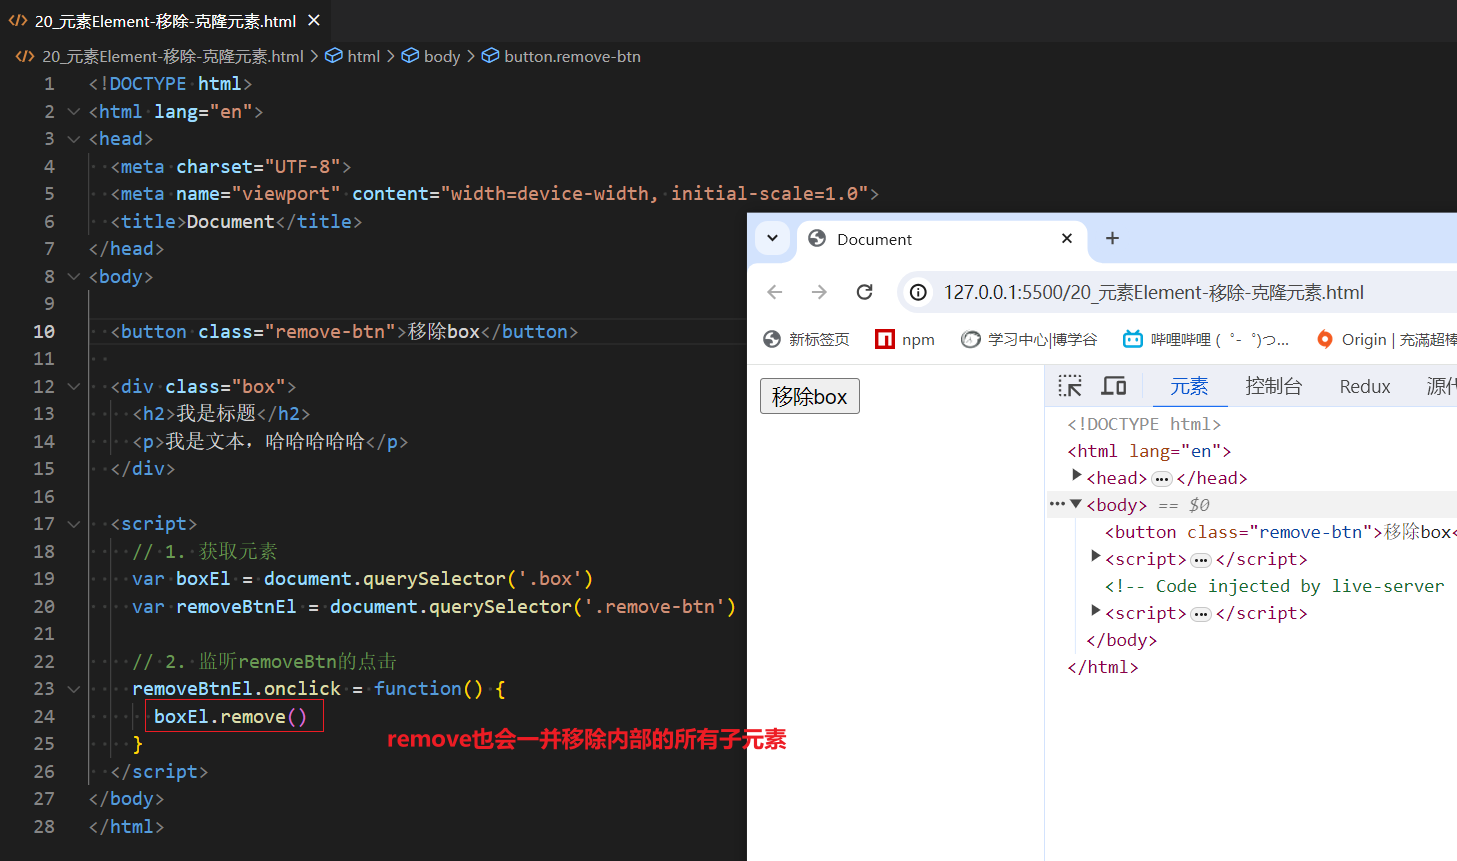 20_元素Element-移除-克隆元素.html
20_元素Element-移除-克隆元素.html > html > body > button.remove-btn
1 <!DOCTYPE html>
2 <html lang="en">
3 <head>
4 <meta charset="UTF-8">
5 <meta name="viewport" content="width=device-width, initial-scale=1.0">
6 <title>Document</title>
7 </head>
8 <body>
9
10 <button class="remove-btn">移除box</button>
11
12 <div class="box">
13 <h2>我是标题</h2>
14 <p>我是文本，哈哈哈哈哈</p>
15 </div>
16
17 <script>
18 // 1. 获取元素
19 var boxEl = document.querySelector('.box')
20 var removeBtnEl = document.querySelector('.remove-btn')
21
22 // 2. 监听removeBtn的点击
23 removeBtnEl.onclick = function() {
24 boxEl.remove()
25 }
26 </script>
27 </body>
28 </html>
remove也会一并移除内部的所有子元素
Document
127.0.0.1:5500/20_元素Element-移除-克隆元素.html
新标签页 npm 学习中心|博学谷 哔哩哔哩 (゜-゜)つ... Origin | 充满超棒
移除box
元素 控制台 Redux 源代
<!DOCTYPE html>
<html lang="en">
<head>…</head>
<body> == $0
<button class="remove-btn">移除box<
<script>…</script>
<!-- Code injected by live-server
<script>…</script>
</body>
</html>